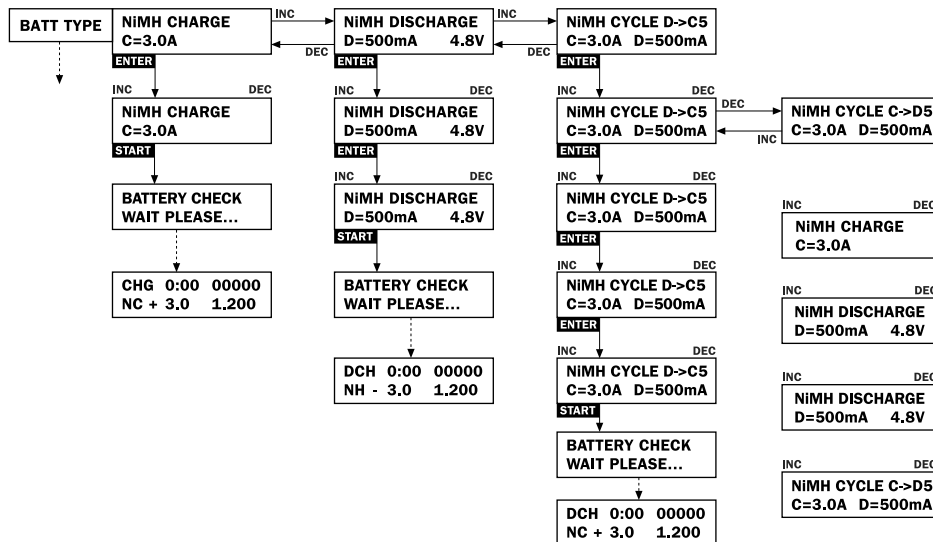 BATT TYPE
NiMH CHARGE
C=3.0A
INC
DEC
NiMH DISCHARGE
D=500mA 4.8V
INC
DEC
NiMH CYCLE D->C5
C=3.0A D=500mA
ENTER
ENTER
ENTER
INC DEC
NiMH CHARGE
C=3.0A
START
BATTERY CHECK
WAIT PLEASE...
CHG 0:00 00000
NC + 3.0 1.200
INC DEC
NiMH DISCHARGE
D=500mA 4.8V
ENTER
INC DEC
NiMH DISCHARGE
D=500mA 4.8V
START
BATTERY CHECK
WAIT PLEASE...
DCH 0:00 00000
NH - 3.0 1.200
INC DEC
NiMH CYCLE D->C5
C=3.0A D=500mA
ENTER
DEC
INC
NiMH CYCLE C->D5
C=3.0A D=500mA
INC DEC
NiMH CYCLE D->C5
C=3.0A D=500mA
ENTER
INC DEC
NiMH CYCLE D->C5
C=3.0A D=500mA
ENTER
INC DEC
NiMH CYCLE D->C5
C=3.0A D=500mA
START
BATTERY CHECK
WAIT PLEASE...
DCH 0:00 00000
NC + 3.0 1.200
INC DEC
NiMH CHARGE
C=3.0A
INC DEC
NiMH DISCHARGE
D=500mA 4.8V
INC DEC
NiMH DISCHARGE
D=500mA 4.8V
INC DEC
NiMH CYCLE C->D5
C=3.0A D=500mA